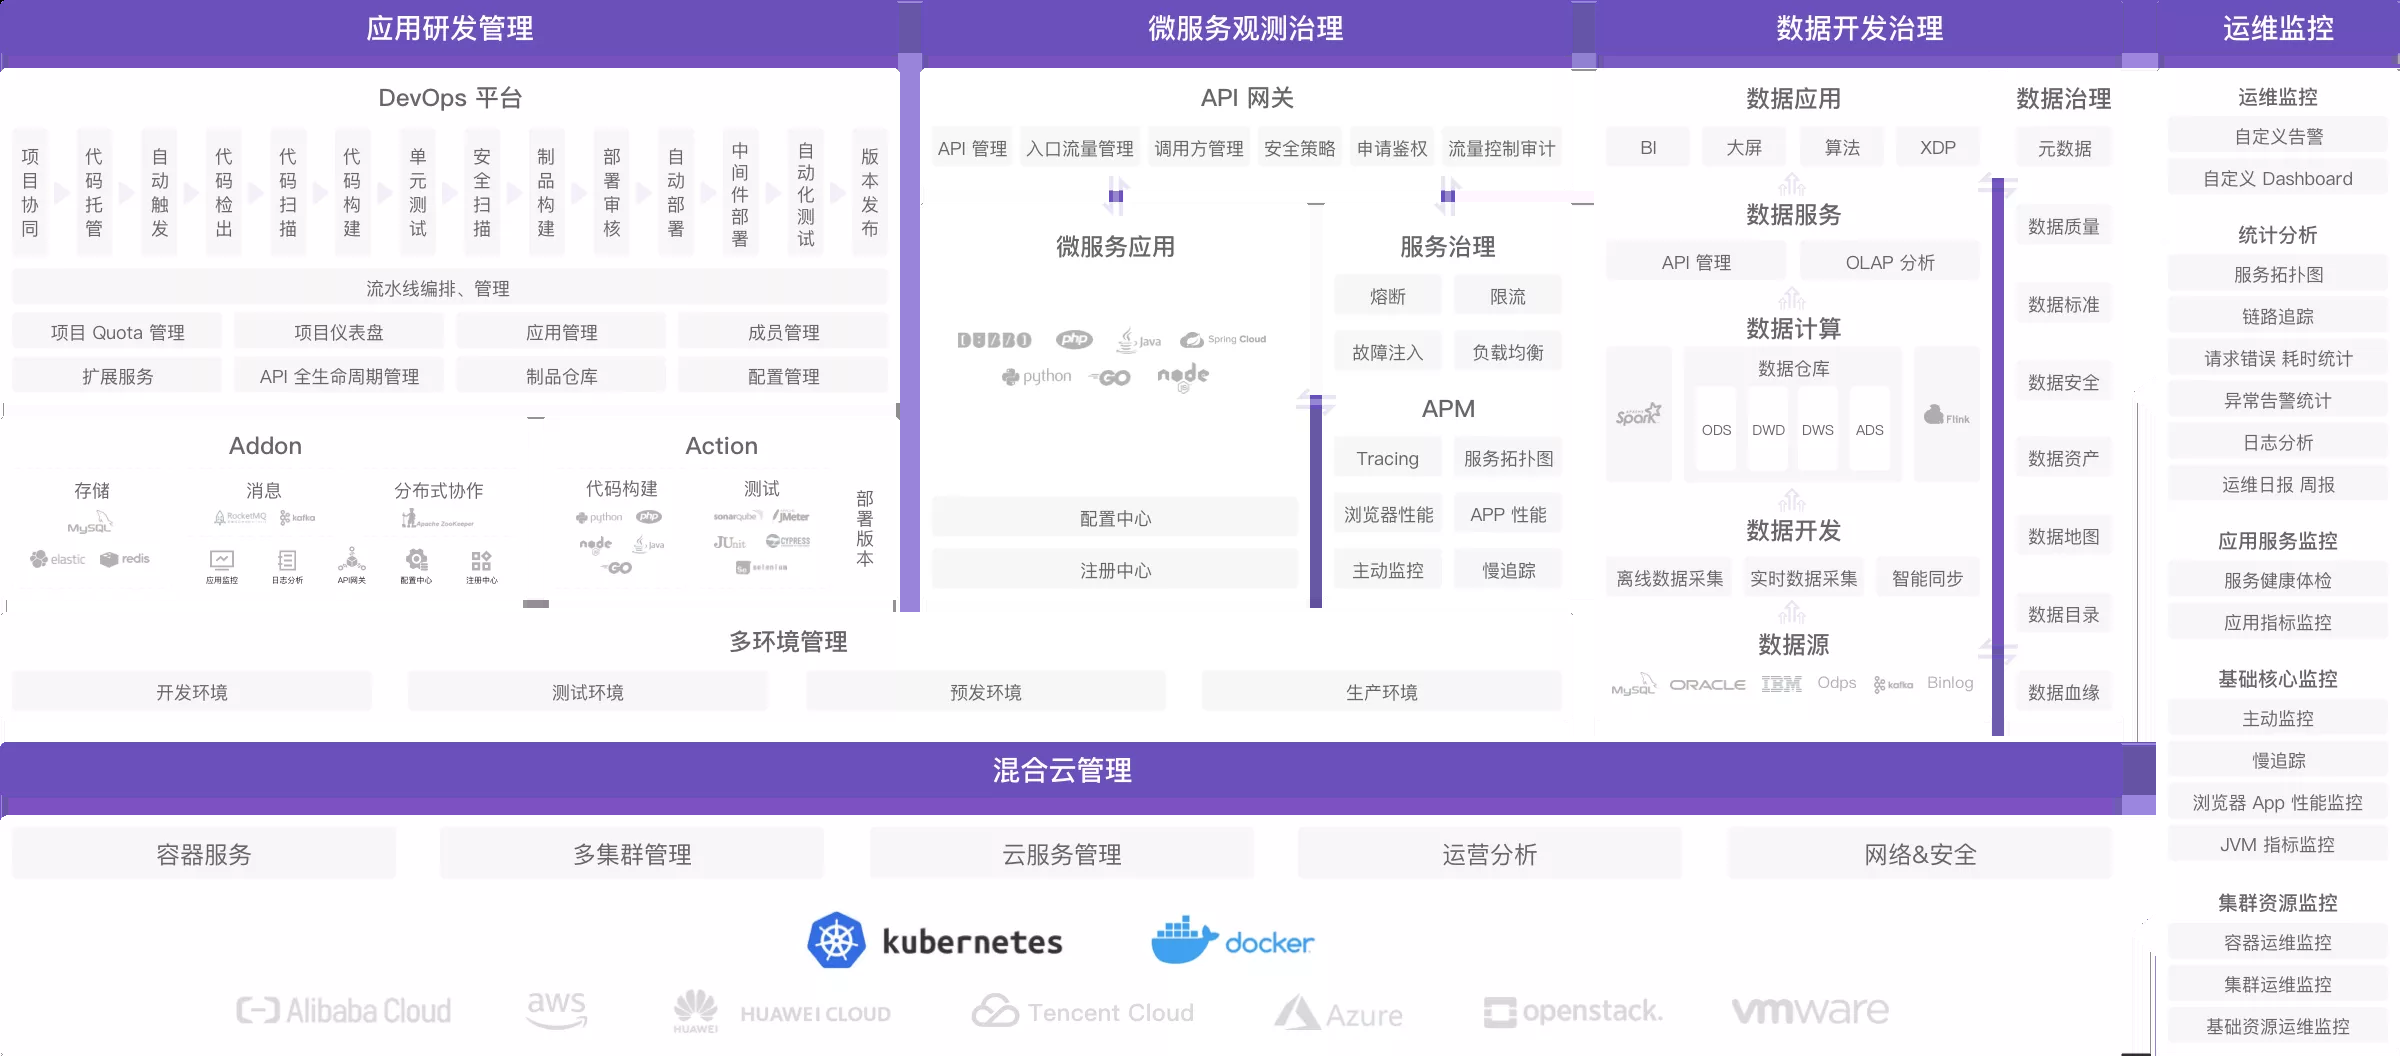 应用研发管理
DevOps 平台
项目协同
代码托管
自动触发
代码检出
代码扫描
代码构建
单元测试
安全扫描
制品构建
部署审核
自动部署
中间件部署
自动化测试
版本发布
流水线编排、管理
项目 Quota 管理
项目仪表盘
应用管理
成员管理
扩展服务
API 全生命周期管理
制品仓库
配置管理
Addon
存储
MySQL
elastic
redis
消息
RocketMQ
kafka
分布式协作
Apache ZooKeeper
应用监控
日志分析
API网关
配置中心
注册中心
Action
代码构建
python
php
node
java
GO
测试
sonarqube
JMeter
JUnit
CYPRESS
Se selenium
部署版本
微服务观测治理
API 网关
API 管理
入口流量管理
调用方管理
安全策略
申请鉴权
流量控制审计
微服务应用
DUBBO
php
Java
Spring Cloud
python
GO
node
JS
配置中心
注册中心
服务治理
熔断
限流
故障注入
负载均衡
APM
Tracing
服务拓扑图
浏览器性能
APP 性能
主动监控
慢追踪
多环境管理
开发环境
测试环境
预发环境
生产环境
数据开发治理
数据应用
BI
大屏
算法
XDP
数据服务
API 管理
OLAP 分析
数据计算
Spark
数据仓库
ODS
DWD
DWS
ADS
Flink
数据开发
离线数据采集
实时数据采集
智能同步
数据源
MySQL
ORACLE
IBM
Odps
kafka
Binlog
数据治理
元数据
数据质量
数据标准
数据安全
数据资产
数据地图
数据目录
数据血缘
混合云管理
容器服务
多集群管理
云服务管理
运营分析
网络&安全
kubernetes
docker
Alibaba Cloud
aws
HUAWEI
HUAWEI CLOUD
Tencent Cloud
Azure
openstack.
vmware
运维监控
运维监控
自定义告警
自定义 Dashboard
统计分析
服务拓扑图
链路追踪
请求错误 耗时统计
异常告警统计
日志分析
运维日报 周报
应用服务监控
服务健康体检
应用指标监控
基础核心监控
主动监控
慢追踪
浏览器 App 性能监控
JVM 指标监控
集群资源监控
容器运维监控
集群运维监控
基础资源运维监控